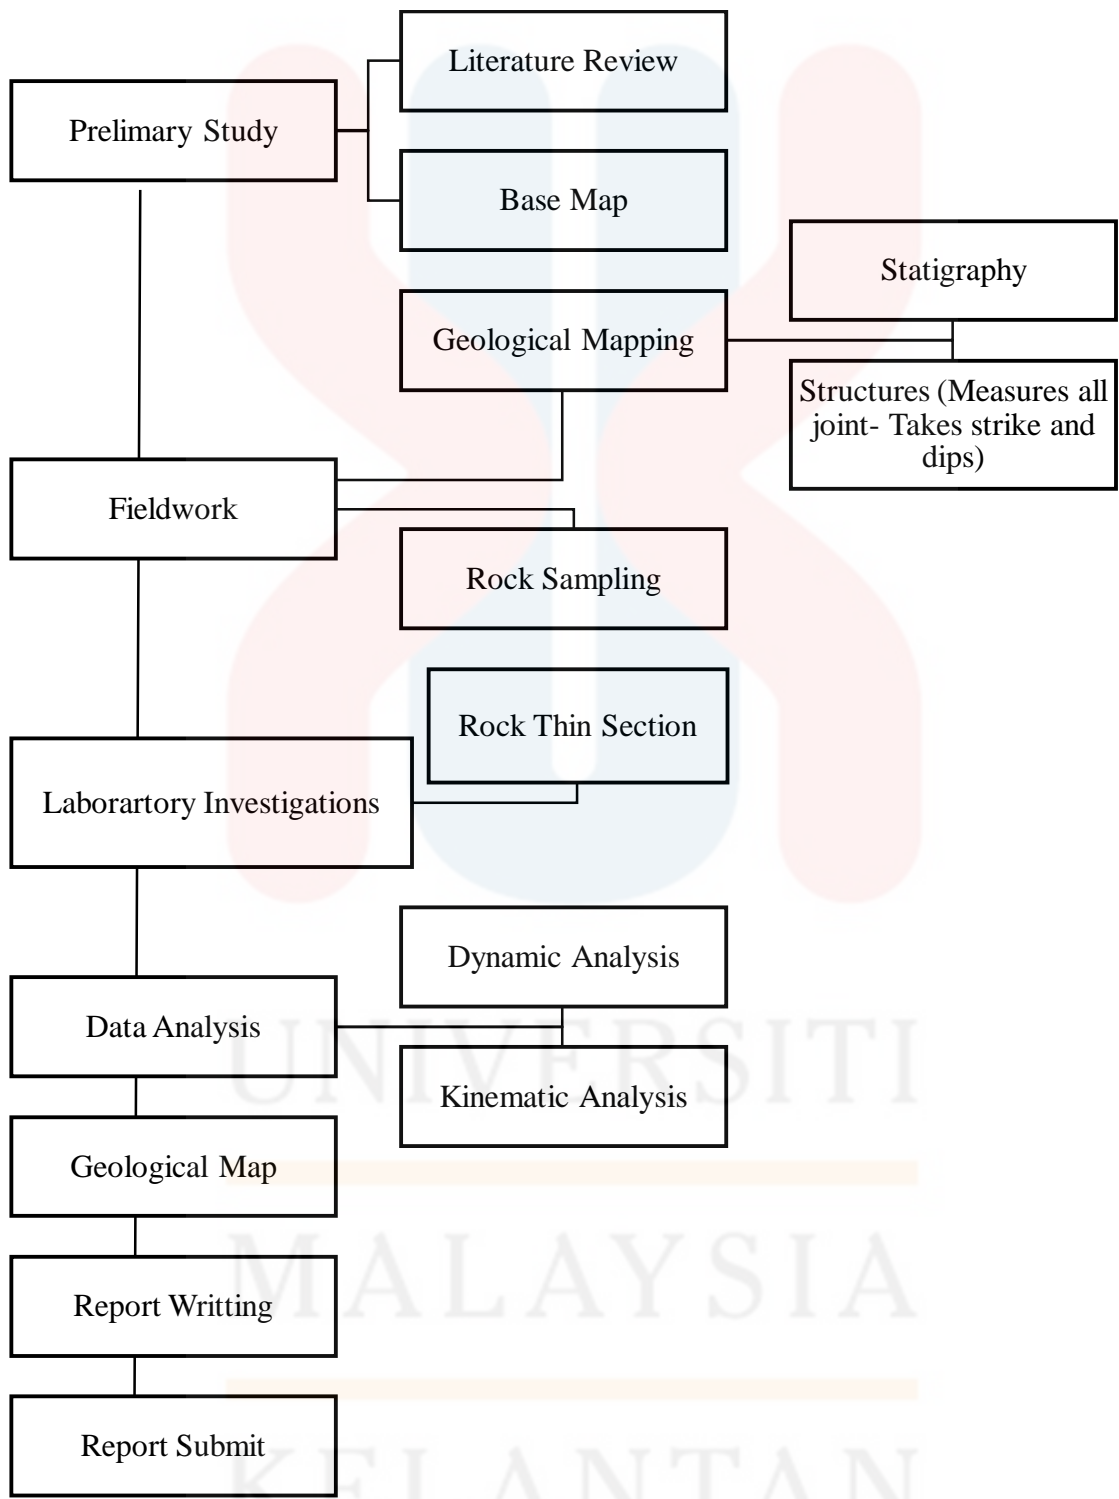 Literature Review
Prelimary Study
Base Map
Statigraphy
Geological Mapping
Structures (Measures all
joint- Takes strike and
dips)
Fieldwork
Rock Sampling
Rock Thin Section
Laborartory Investigations
Dynamic Analysis
Data Analysis
Kinematic Analysis
Geological Map
Report Writting
Report Submit
UNIVERSITI
MALAYSIA
KELANTAN